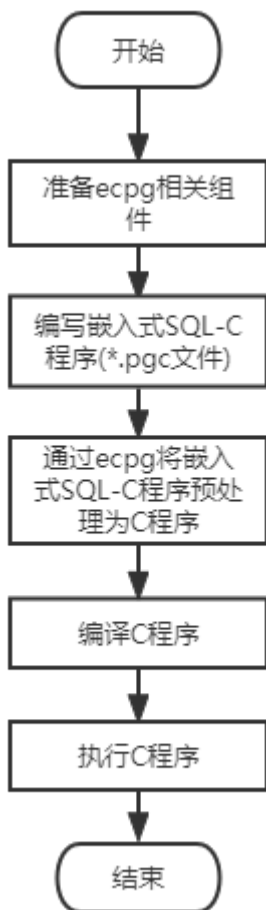 开始
准备ecpg相关组
件
编写嵌入式SQL-C
程序(*.pgc文件)
通过ecpg将嵌入
式SQL-C程序预处
理为C程序
编译C程序
执行C程序
结束